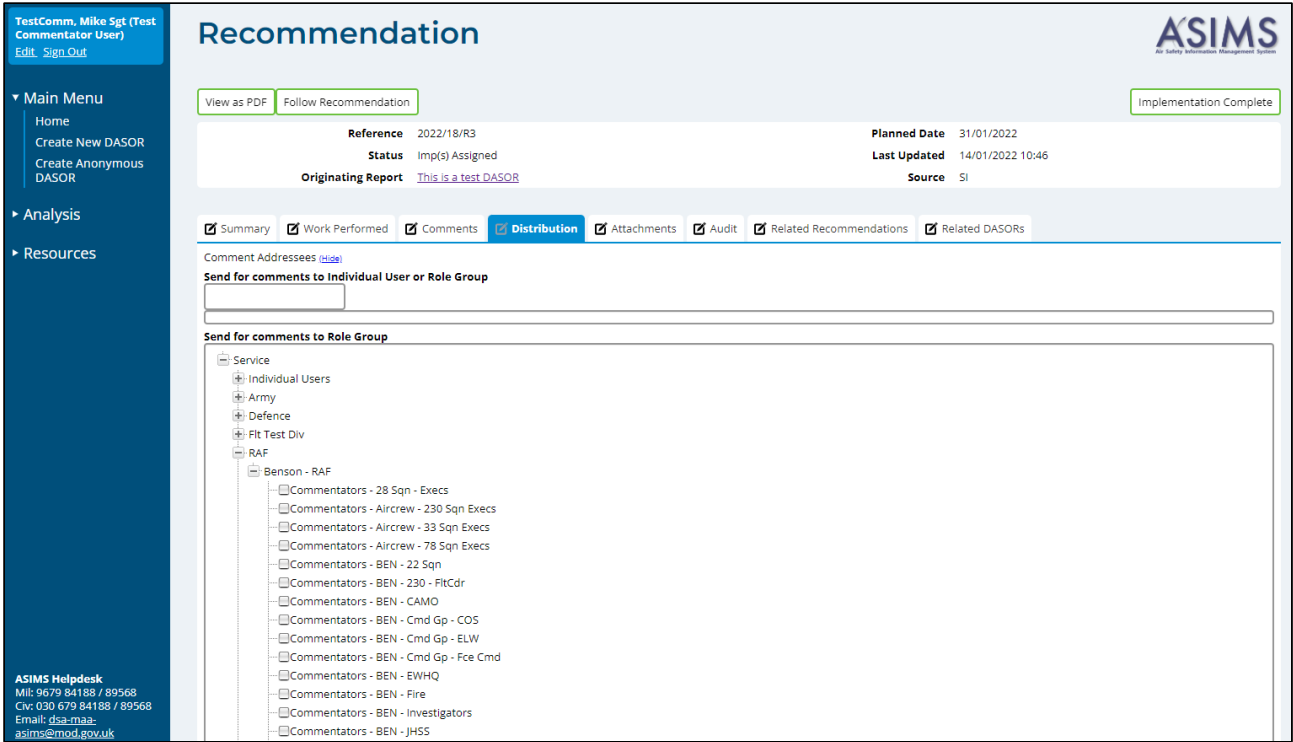 TestComm, Mike Sgt (Test
Commentator User)
Edit Sign Out
Main Menu
Home
Create New DASOR
Create Anonymous
DASOR
Analysis
Resources
ASIMS Helpdesk
Mil: 9679 84188 / 89568
Civ: 030 679 84188 / 89568
Email: dsa-maa-
asims@mod.gov.uk
Recommendation
ASIMS
Air Safety Information Management System
View as PDF Follow Recommendation Implementation Complete
Reference 2022/18/R3 Planned Date 31/01/2022
Status Imp(s) Assigned Last Updated 14/01/2022 10:46
Originating Report This is a test DASOR Source SI
Summary Work Performed Comments Distribution Attachments Audit Related Recommendations Related DASORs
Comment Addressees (Hide)
Send for comments to Individual User or Role Group
Send for comments to Role Group
Service
Individual Users
Army
Defence
Flt Test Div
RAF
Benson - RAF
Commentators - 28 Sqn - Execs
Commentators - Aircrew - 230 Sqn Execs
Commentators - Aircrew - 33 Sqn Execs
Commentators - Aircrew - 78 Sqn Execs
Commentators - BEN - 22 Sqn
Commentators - BEN - 230 - FltCdr
Commentators - BEN - CAMO
Commentators - BEN - Cmd Gp - COS
Commentators - BEN - Cmd Gp - ELW
Commentators - BEN - Cmd Gp - Fce Cmd
Commentators - BEN - EWHQ
Commentators - BEN - Fire
Commentators - BEN - Investigators
Commentators - BEN - JHSS